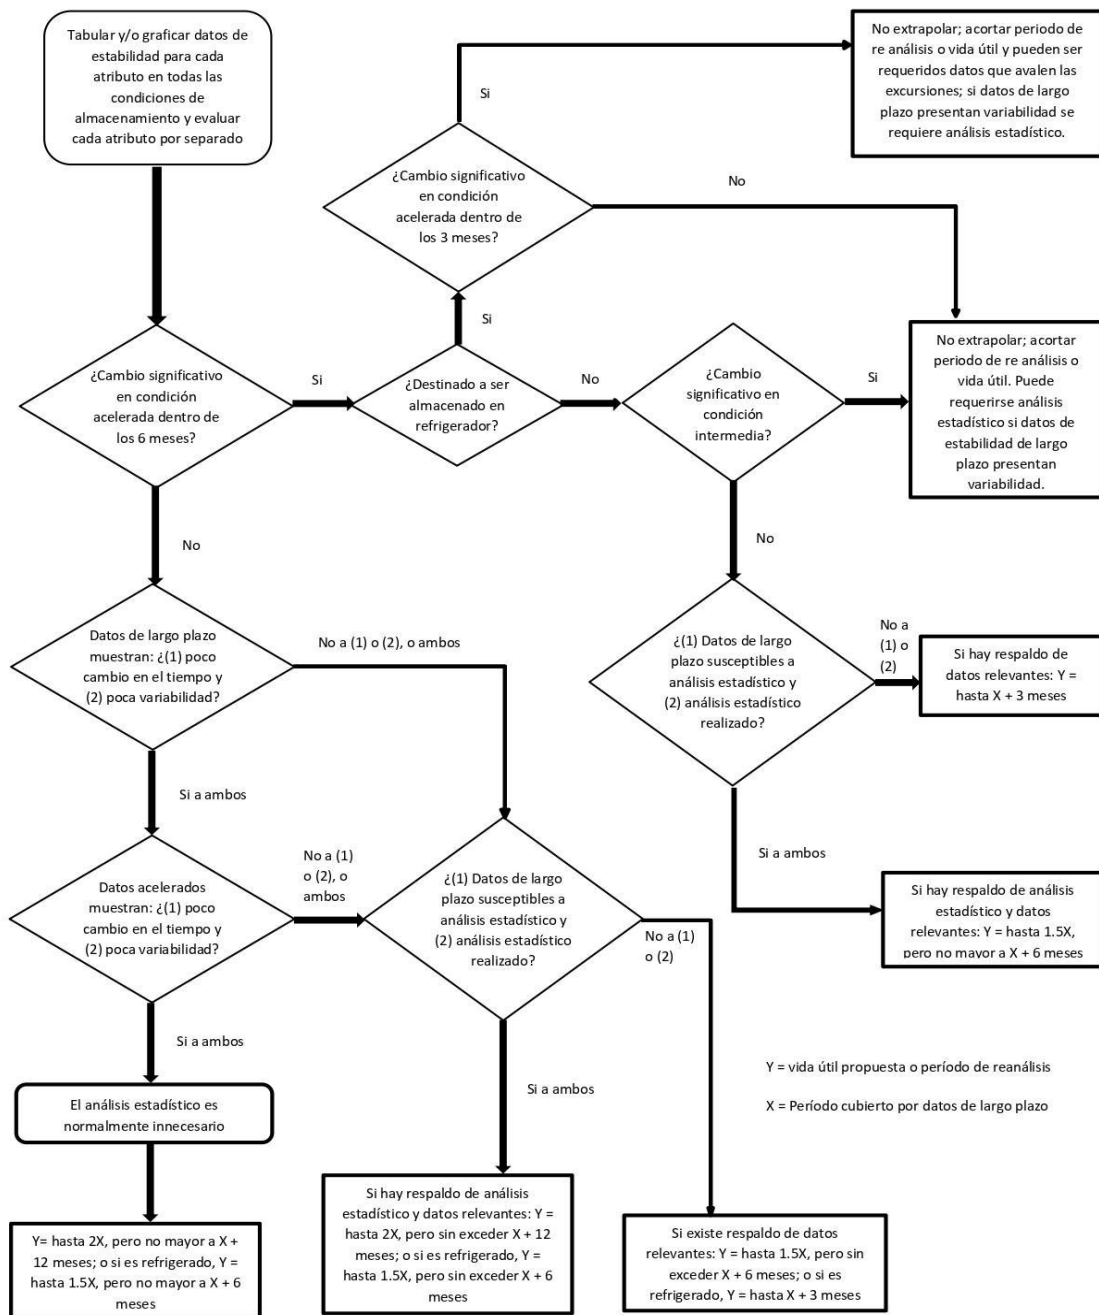 Tabular y/o graficar datos de
estabilidad para cada
atributo en todas las
condiciones de
almacenamiento y evaluar
cada atributo por separado
No extrapolar; acortar periodo de
re análisis o vida útil y pueden ser
requeridos datos que avalen las
excursiones; si datos de largo
plazo presentan variabilidad se
requiere análisis estadístico.
Si
¿Cambio significativo
en condición
acelerada dentro de
los 3 meses?
No
Si
¿Cambio significativo
en condición
acelerada dentro de
los 6 meses?
Si
¿Destinado a ser
almacenado en
refrigerador?
No
¿Cambio
significativo en
condición
intermedia?
Si
No extrapolar; acortar
periodo de re análisis o
vida útil. Puede
requerirse análisis
estadístico si datos de
estabilidad de largo
plazo presentan
variabilidad.
No
No
Datos de largo plazo
muestran: ¿(1) poco
cambio en el tiempo y
(2) poca variabilidad?
No a (1) o (2), o ambos
¿(1) Datos de largo
plazo susceptibles a
análisis estadístico y
(2) análisis estadístico
realizado?
No a
(1) o
(2)
Si hay respaldo de
datos relevantes: Y =
hasta X + 3 meses
Si a ambos
Si a ambos
Datos acelerados
muestran: ¿(1) poco
cambio en el tiempo y
(2) poca variabilidad?
No a (1)
o (2), o
ambos
¿(1) Datos de largo
plazo susceptibles a
análisis estadístico y
(2) análisis estadístico
realizado?
No a (1)
o (2)
Si hay respaldo de análisis
estadístico y datos
relevantes: Y = hasta 1.5X,
pero no mayor a X + 6 meses
Si a ambos
Si a ambos
El análisis estadístico es
normalmente innecesario
Y = vida útil propuesta o período de reanálisis
X = Período cubierto por datos de largo plazo
Y= hasta 2X, pero no mayor a X +
12 meses; o si es refrigerado, Y =
hasta 1.5X, pero no mayor a X + 6
meses
Si hay respaldo de análisis
estadístico y datos relevantes: Y =
hasta 2X, pero sin exceder X + 12
meses; o si es refrigerado, Y =
hasta 1.5X, pero sin exceder X + 6
meses
Si existe respaldo de datos
relevantes: Y = hasta 1.5X, pero sin
exceder X + 6 meses; o si es
refrigerado, Y = hasta X + 3 meses